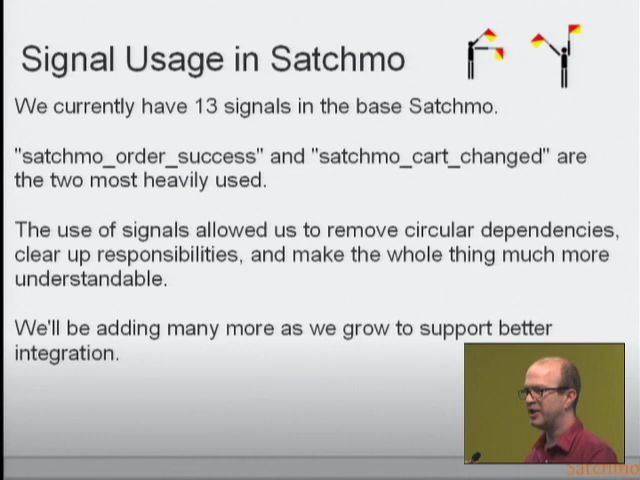 Signal Usage in Satchmo
We currently have 13 signals in the base Satchmo.
"satchmo_order_success" and "satchmo_cart_changed" are
the two most heavily used.
The use of signals allowed us to remove circular dependencies,
clear up responsibilities, and make the whole thing much more
understandable.
We'll be adding many more as we grow to support better
integration.
Satchmo